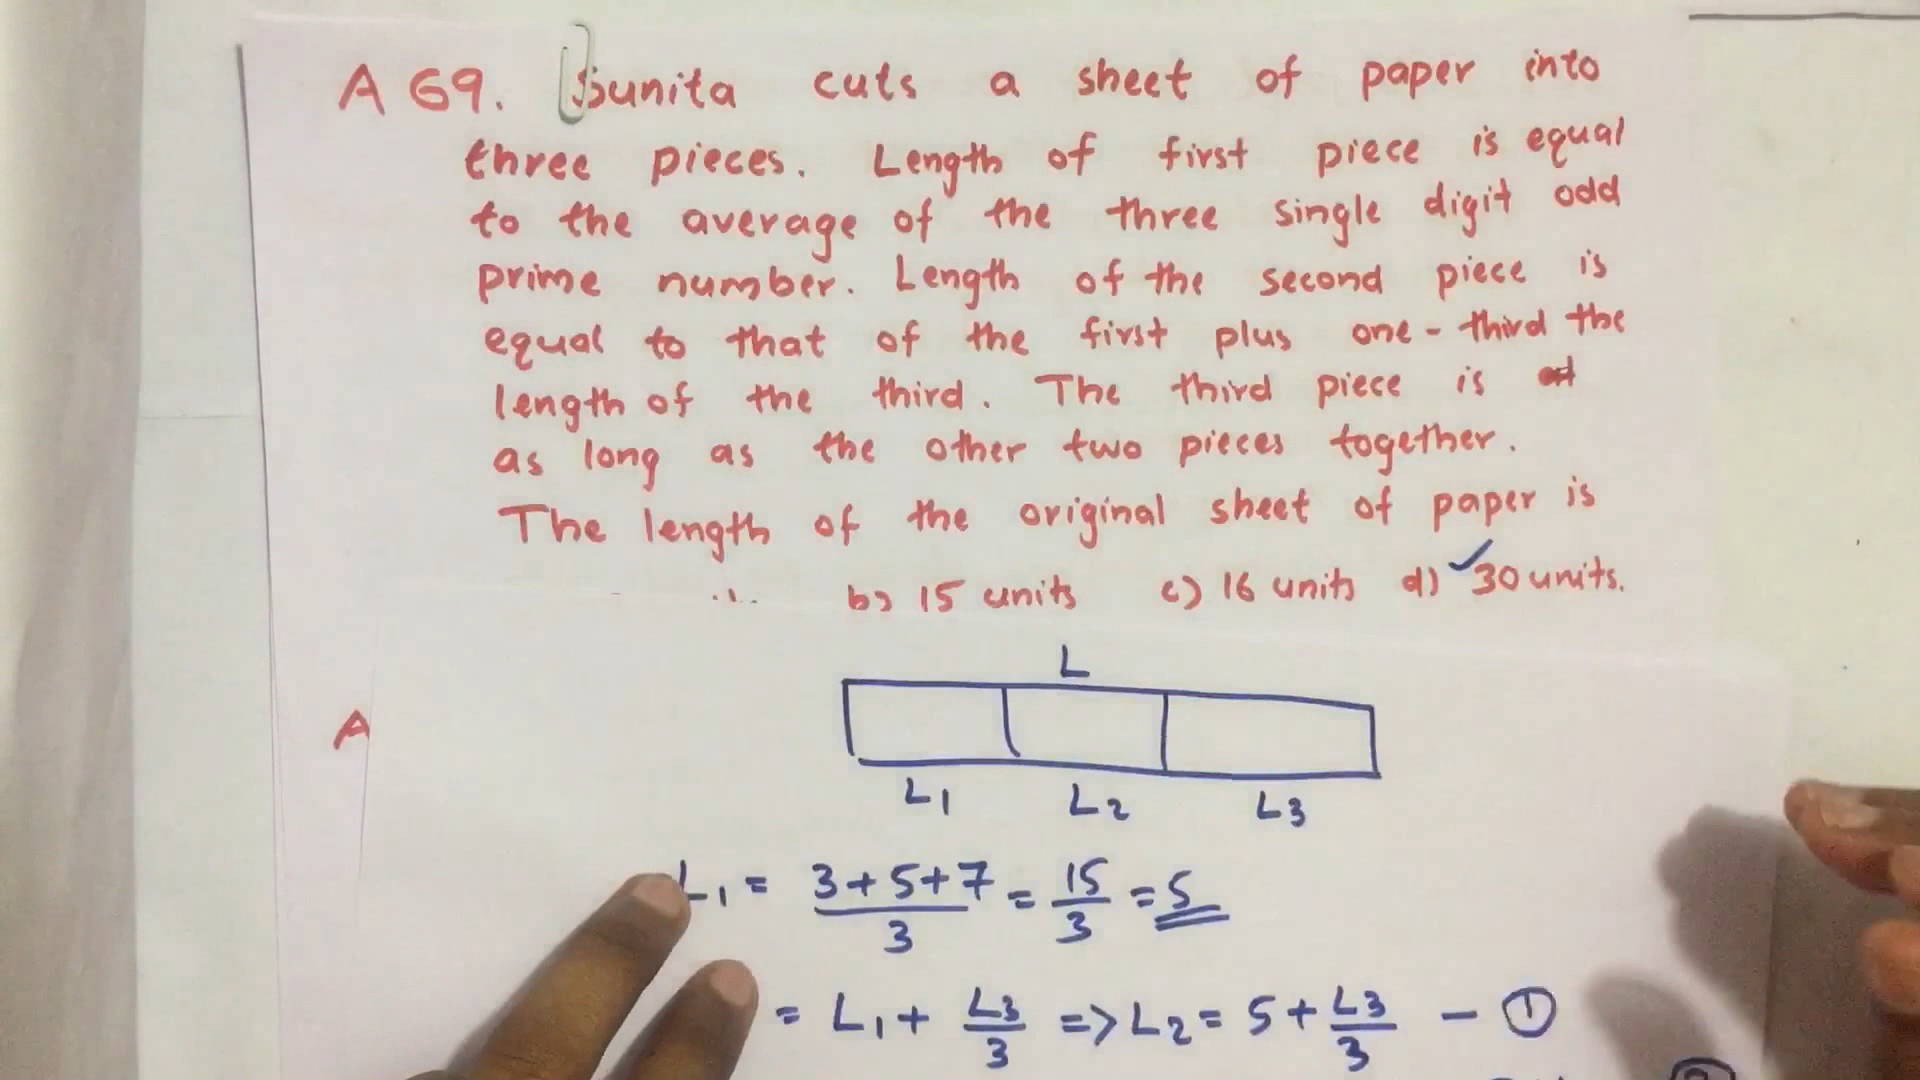 A 69. Sunita cuts a sheet of paper into
three pieces. Length of first piece is equal
to the average of the three single digit odd
prime number. Length of the second piece is
equal to that of the first plus one-third the
length of the third. The third piece is
as long as the other two pieces together.
The length of the original sheet of paper is
b) 15 units c) 16 units d) ✓30 units.
L
A
L1 L2 L3
L1 = 3+5+7/3 = 15/3 = 5
= L1 + L3/3 => L2 = 5 + L3/3 - ①